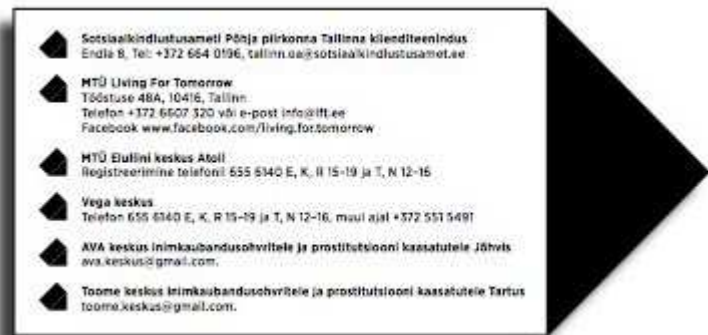 Sotsiaalkindlustusameti Põhja piirkonna Tallinna klienditeenindus
Endla 8, Tel: +372 664 0196, tallinn.oa@sotsiaalkindlustusamet.ee
MTÜ Living For Tomorrow
Tööstuse 48A, 10416, Tallinn
Telefon +372 6607 320 või e-post info@lft.ee
Facebook www.facebook.com/living.for.tomorrow
MTÜ Eluliini keskus Atoll
Registreerimine telefonil 655 6140 E, K, R 15-19 ja T, N 12-16
Vega keskus
Telefon 655 6140 E, K, R 15-19 ja T, N 12-16, muul ajal +372 551 5491
AVA keskus inimkaubandusohvritele ja prostitutsiooni kaasatutele Jõhvis
ava.keskus@gmail.com.
Toome keskus inimkaubandusohvritele ja prostitutsiooni kaasatutele Tartus
toome.keskus@gmail.com.